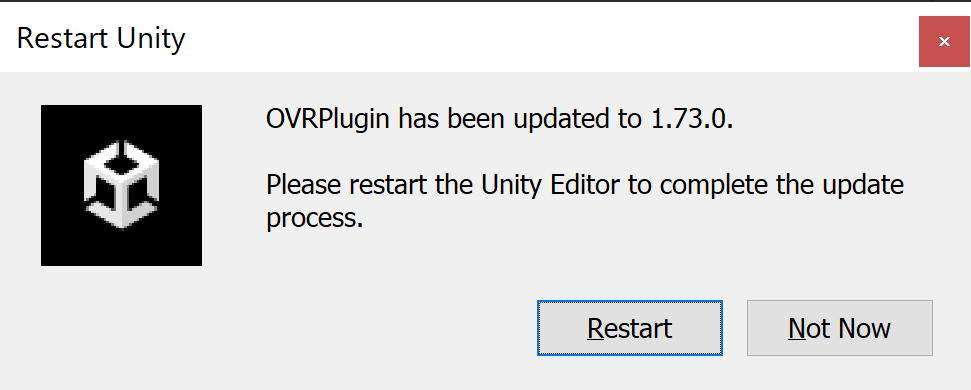 Restart Unity
OVRPlugin has been updated to 1.73.0.
Please restart the Unity Editor to complete the update
process.
Restart
Not Now